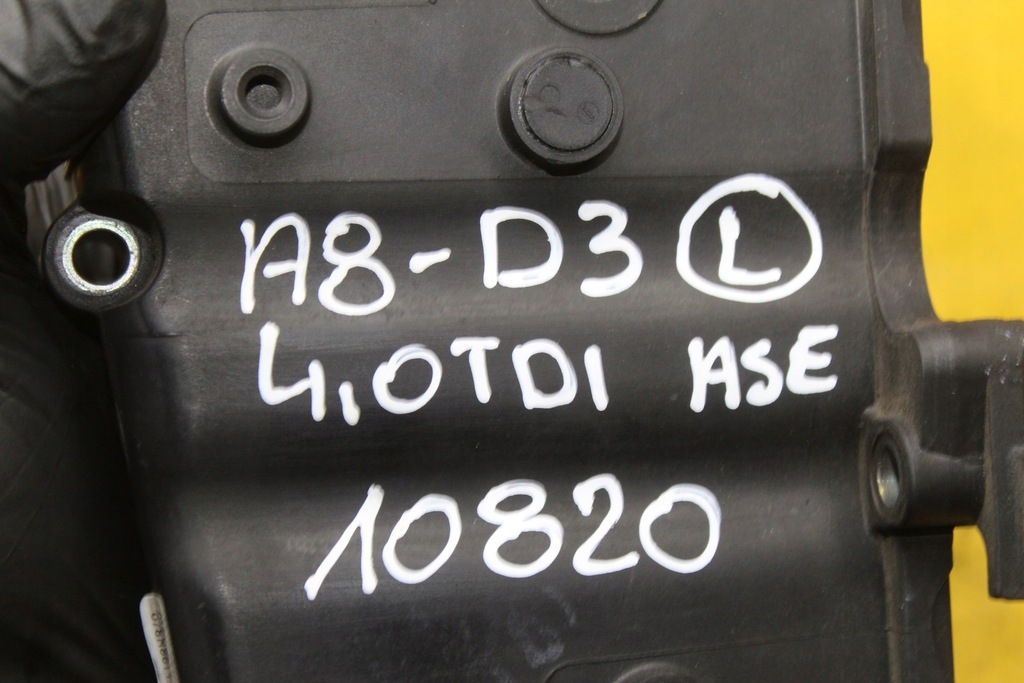 A8-D3 L
4,0TDI ASE
10820